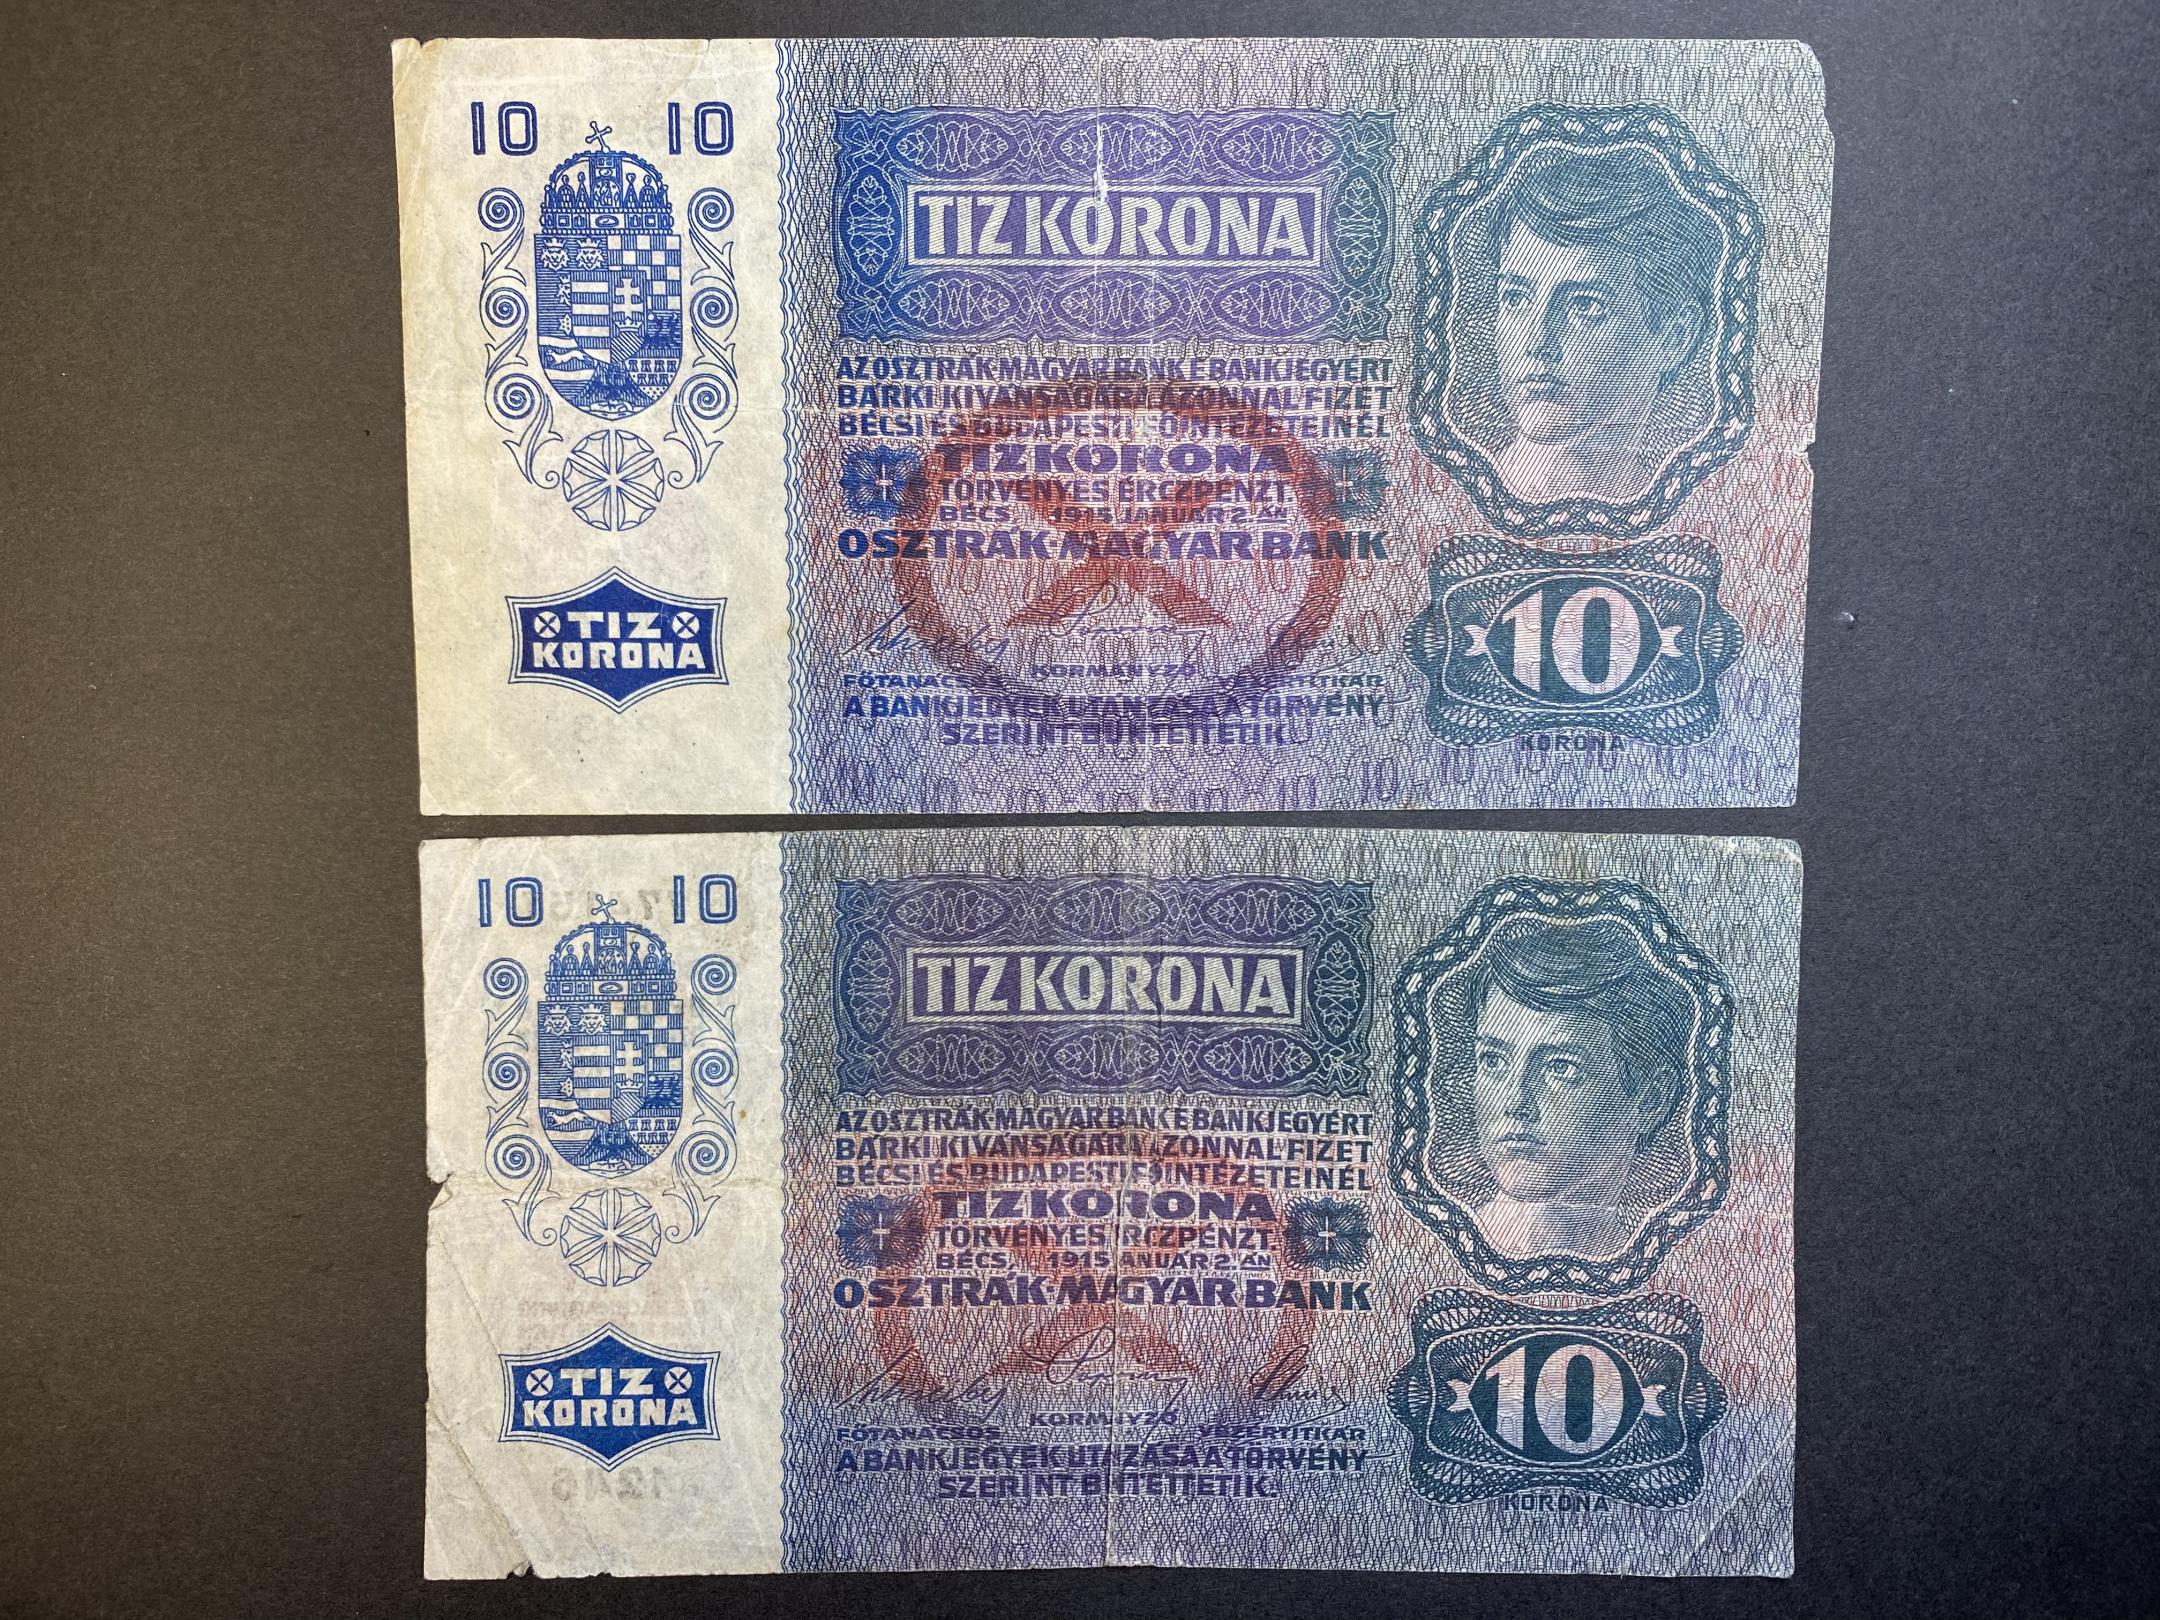 10 10
TIZ KORONA
AZ OSZTRÁK-MAGYAR BANK E BANKJEGYÉRT
BÁRKI KÍVÁNSÁGÁRA AZONNAL FIZET
BÉCSI ÉS BUDAPESTI FŐINTÉZETEINÉL
TIZ KORONA
TÖRVÉNYES ÉRCZPÉNZT.
BÉCS, 1915 JANUÁR 2.ÁN
OSZTRÁK-MAGYAR BANK
KORMÁNYZÓ
FŐTANÁCSOS VEZÉRTITKÁR
A BANKJEGYEK UTÁNZÁSA A TÖRVÉNY
SZERINT BÜNTETTETIK.
TIZ
KORONA
10
KORONA
10 10
TIZ KORONA
AZ OSZTRÁK-MAGYAR BANK E BANKJEGYÉRT
BÁRKI KÍVÁNSÁGÁRA AZONNAL FIZET
BÉCSI ÉS BUDAPESTI FŐINTÉZETEINÉL
TIZ KORONA
TÖRVÉNYES ÉRCZPÉNZT.
BÉCS, 1915 JANUÁR 2.ÁN
OSZTRÁK-MAGYAR BANK
KORMÁNYZÓ
FŐTANÁCSOS VEZÉRTITKÁR
A BANKJEGYEK UTÁNZÁSA A TÖRVÉNY
SZERINT BÜNTETTETIK.
TIZ
KORONA
10
KORONA